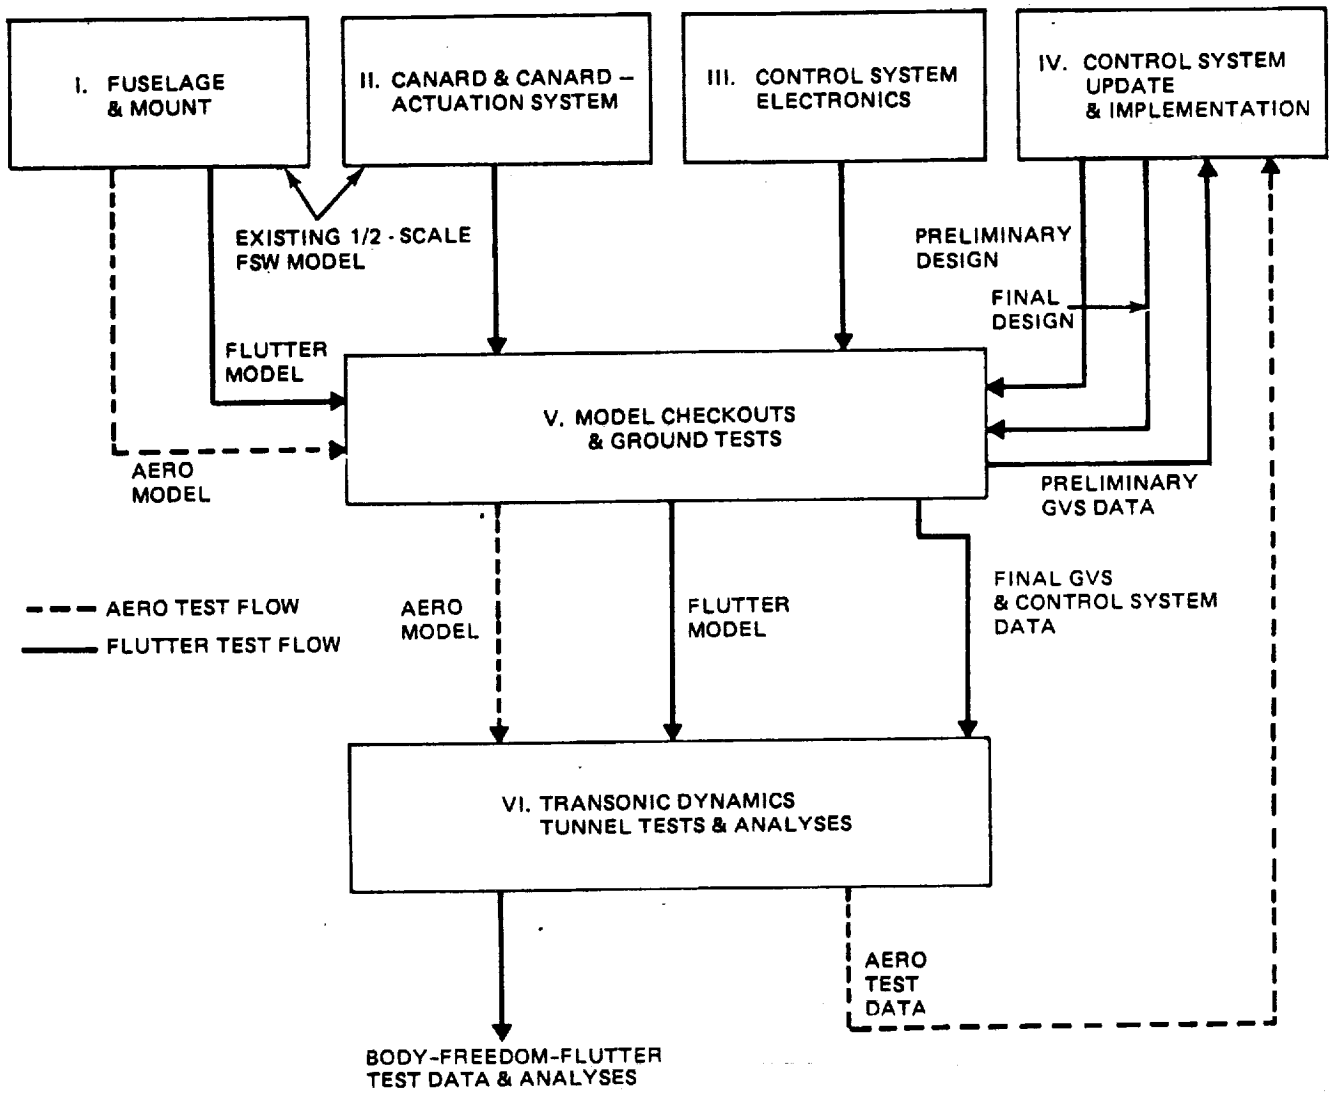 I. FUSELAGE
& MOUNT
II. CANARD & CANARD –
ACTUATION SYSTEM
III. CONTROL SYSTEM
ELECTRONICS
IV. CONTROL SYSTEM
UPDATE
& IMPLEMENTATION
EXISTING 1/2 - SCALE
FSW MODEL
PRELIMINARY
DESIGN
FINAL
DESIGN
FLUTTER
MODEL
AERO
MODEL
V. MODEL CHECKOUTS
& GROUND TESTS
PRELIMINARY
GVS DATA
AERO TEST FLOW
FLUTTER TEST FLOW
AERO
MODEL
FLUTTER
MODEL
FINAL GVS
& CONTROL SYSTEM
DATA
VI. TRANSONIC DYNAMICS
TUNNEL TESTS & ANALYSES
AERO
TEST
DATA
BODY-FREEDOM-FLUTTER
TEST DATA & ANALYSES